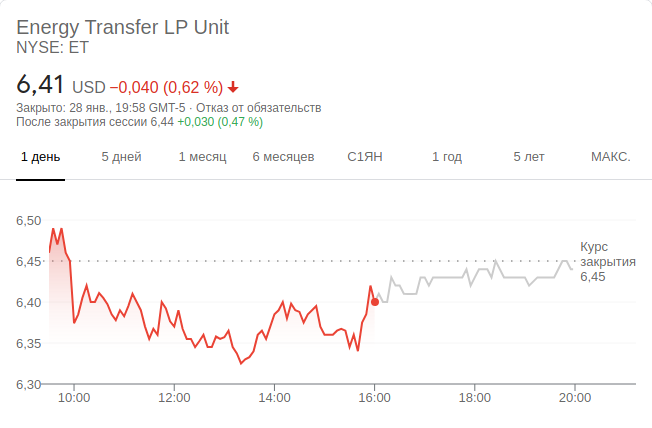 Energy Transfer LP Unit
NYSE: ET
6,41 USD −0,040 (0,62 %)
Закрыто: 28 янв., 19:58 GMT-5 · Отказ от обязательств
После закрытия сессии 6,44 +0,030 (0,47 %)
1 день 5 дней 1 месяц 6 месяцев С1ЯН 1 год 5 лет МАКС.
6,50
6,45
6,40
6,35
6,30
Курс
закрытия
6,45
10:00 12:00 14:00 16:00 18:00 20:00